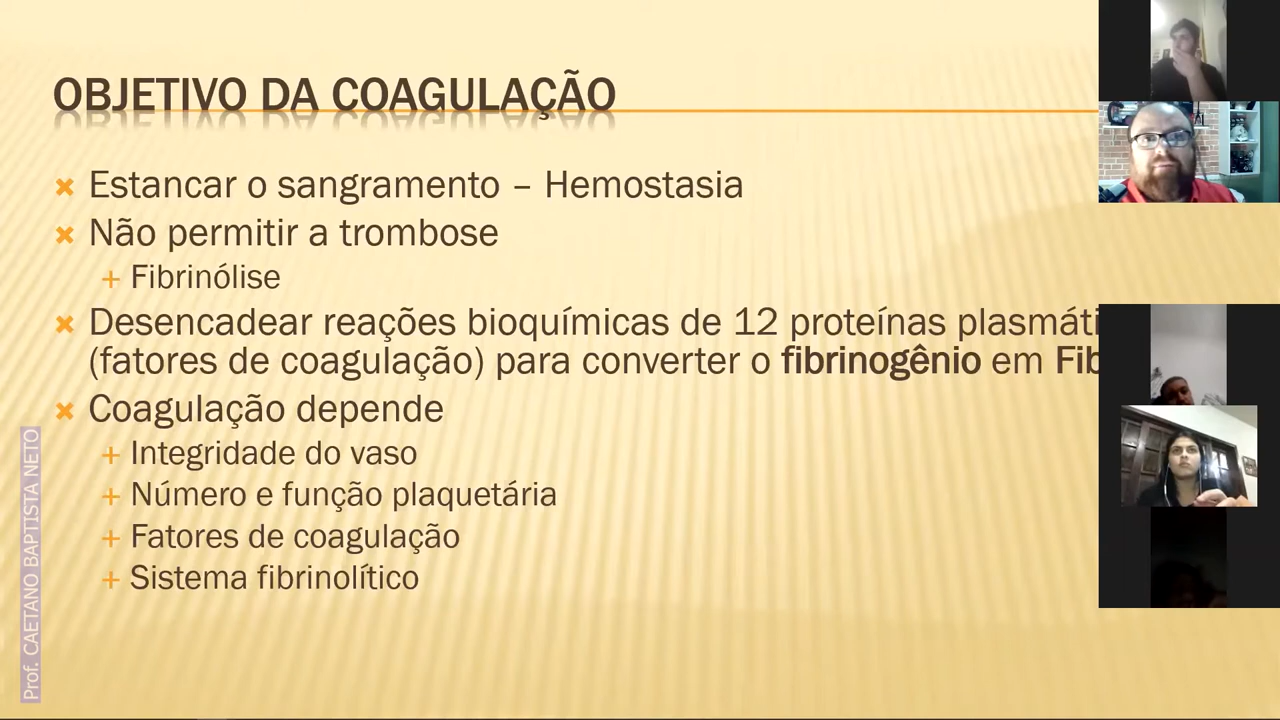 OBJETIVO DA COAGULAÇÃO
Estancar o sangramento – Hemostasia
Não permitir a trombose
Fibrinólise
Desencadear reações bioquímicas de 12 proteínas plasmáti
(fatores de coagulação) para converter o fibrinogênio em Fib
Coagulação depende
Integridade do vaso
Número e função plaquetária
Fatores de coagulação
Sistema fibrinolítico
Prof. CAETANO BAPTISTA NETO